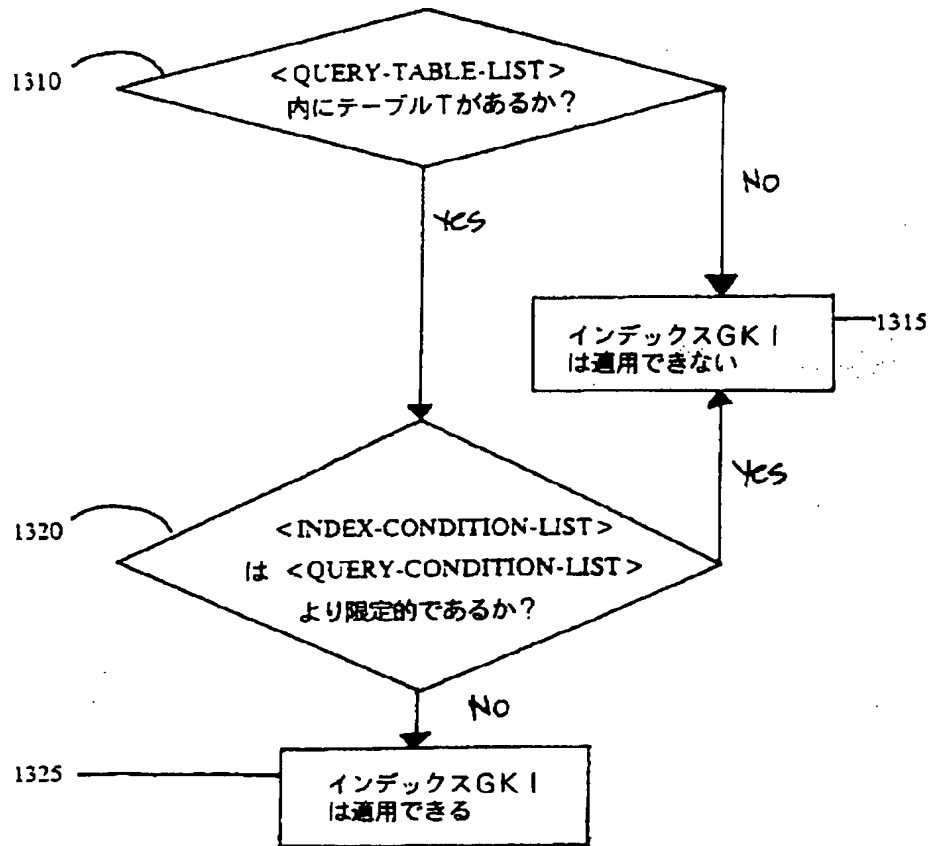 1310
<QUERY-TABLE-LIST>
内にテーブルTがあるか?
No
Yes
インデックスGKI
は適用できない
1315
Yes
1320
<INDEX-CONDITION-LIST>
は <QUERY-CONDITION-LIST>
より限定的であるか?
No
1325
インデックスGKI
は適用できる